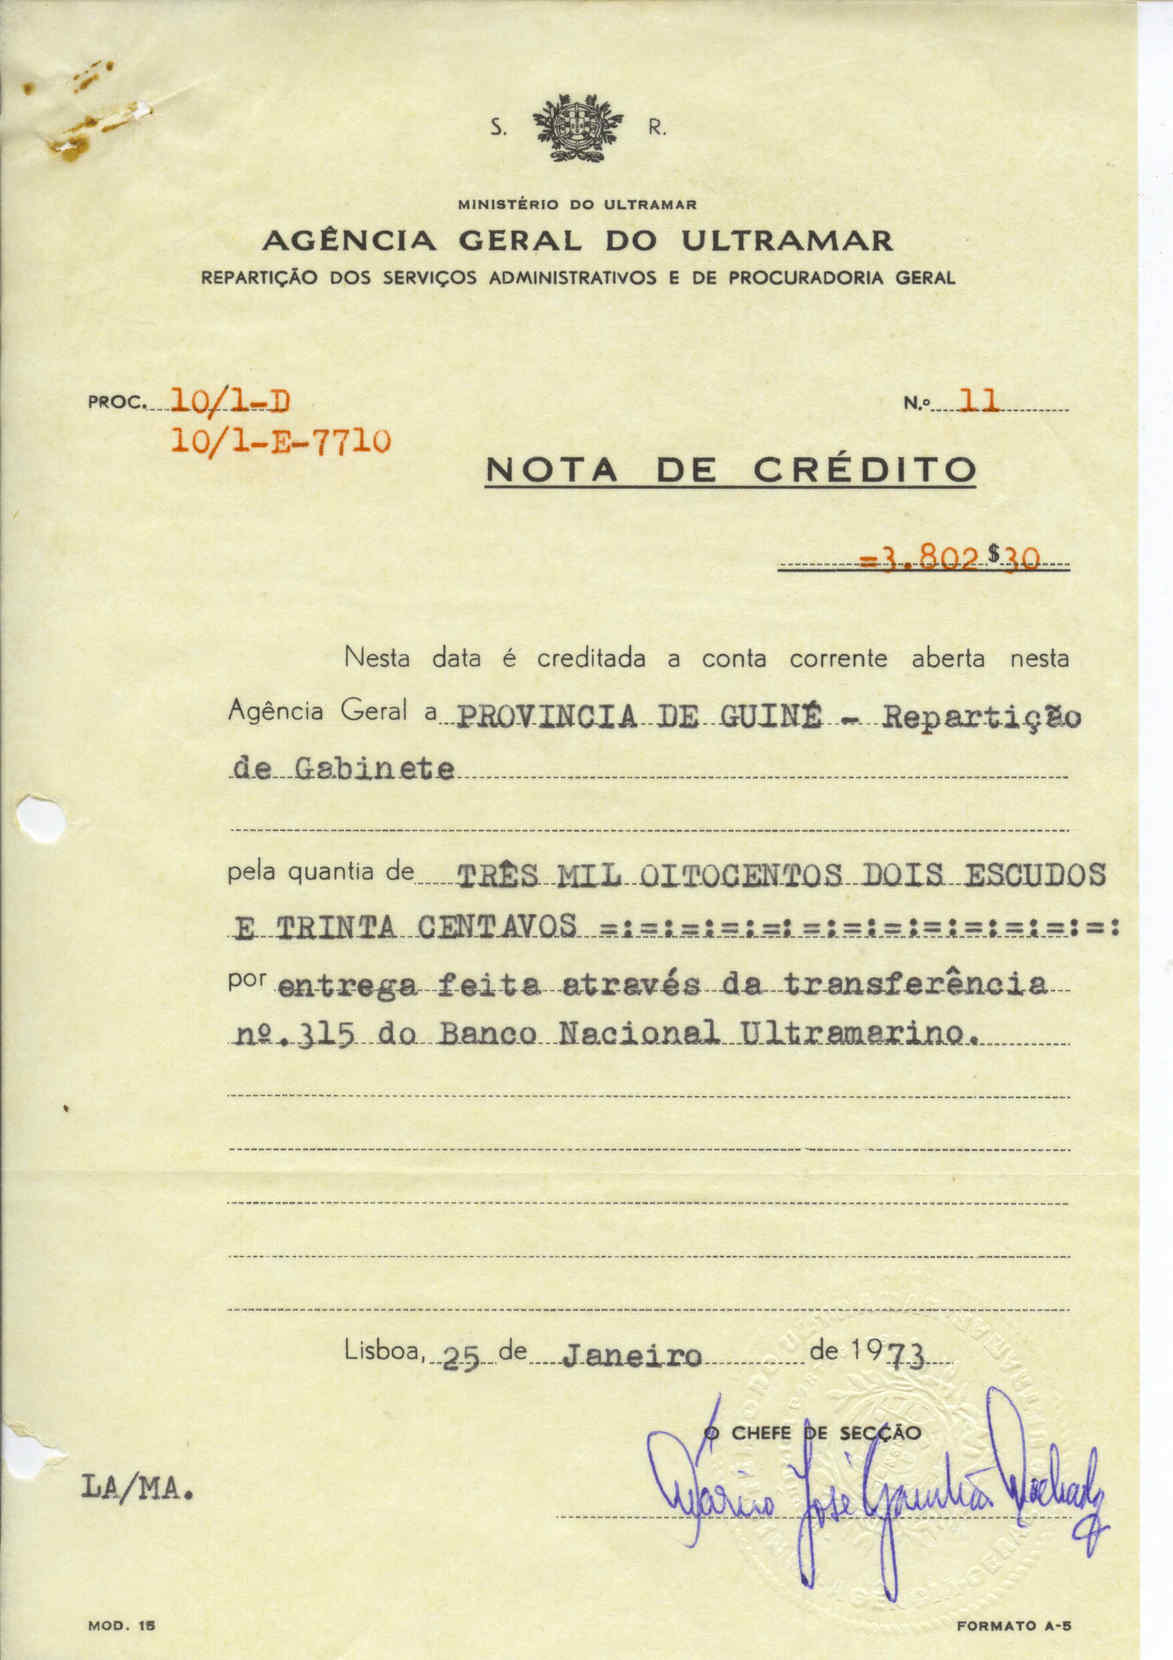 S. R.
MINISTÉRIO DO ULTRAMAR
AGÊNCIA GERAL DO ULTRAMAR
REPARTIÇÃO DOS SERVIÇOS ADMINISTRATIVOS E DE PROCURADORIA GERAL
PROC. 10/1-D N.º 11
10/1-E-7710
NOTA DE CRÉDITO
=3.802$30
Nesta data é creditada a conta corrente aberta nesta
Agência Geral a PROVINCIA DE GUINÉ - Repartição
de Gabinete
pela quantia de TRÊS MIL OITOCENTOS DOIS ESCUDOS
E TRINTA CENTAVOS =:=:=:=:=:=:=:=:=:=:=:=:=:
por entrega feita através da transferência
nº.315 do Banco Nacional Ultramarino.
Lisboa, 25 de Janeiro de 1973
O CHEFE DE SECÇÃO
Mário José Machado
LA/MA.
MOD. 15 FORMATO A-5